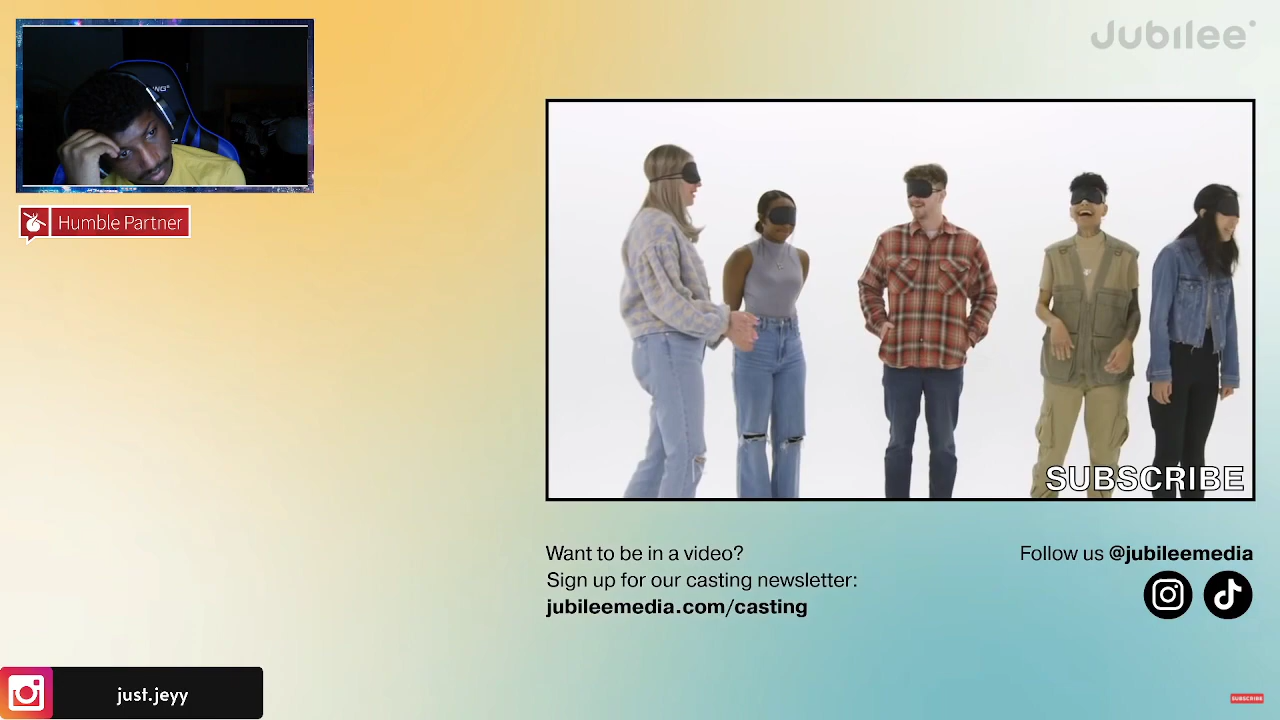 Jubilee
Humble Partner
SUBSCRIBE
Want to be in a video?
Sign up for our casting newsletter:
jubileemedia.com/casting
Follow us @jubileemedia
just.jeyy
SUBSCRIBE